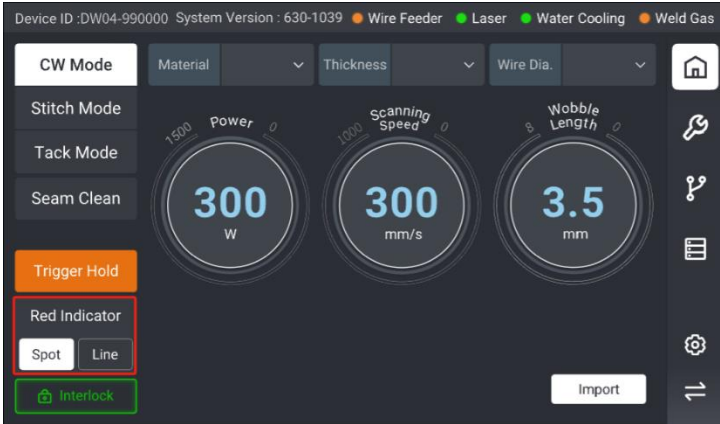 Device ID :DW04-990000 System Version : 630-1039 Wire Feeder Laser Water Cooling Weld Gas
CW Mode
Material
Thickness
Wire Dia.
Stitch Mode
Tack Mode
Seam Clean
Trigger Hold
Red Indicator
Spot Line
Interlock
1500 Power 0
300
W
1000 Scanning Speed 0
300
mm/s
8 Wobble Length 0
3.5
mm
Import